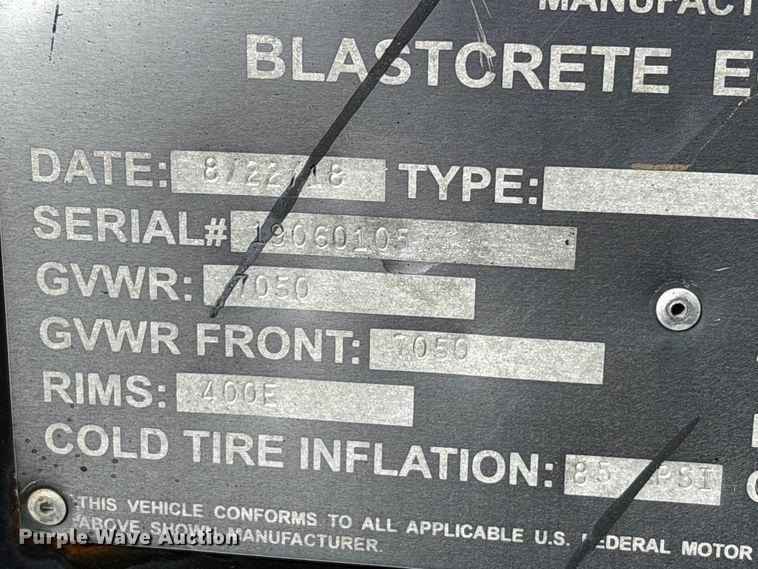 MANUFACT
BLASTCRETE E
DATE: 8/22/18 TYPE:
SERIAL# 19060105
GVWR: 7050
GVWR FRONT: 7050
RIMS: 400E
COLD TIRE INFLATION: 85 PSI
THIS VEHICLE CONFORMS TO ALL APPLICABLE U.S. FEDERAL MOTOR
ABOVE SHOWN MANUFACTURER.
Purple Wave Auction